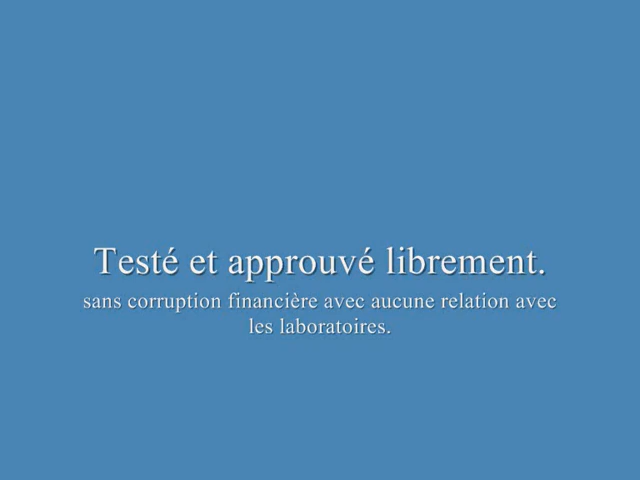 Testé et approuvé librement.
sans corruption financière avec aucune relation avec
les laboratoires.